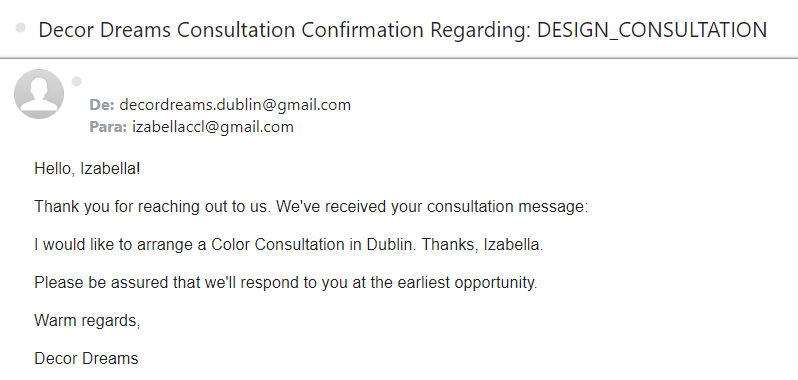 Decor Dreams Consultation Confirmation Regarding: DESIGN_CONSULTATION
De: decordreams.dublin@gmail.com
Para: izabellaccl@gmail.com
Hello, Izabella!
Thank you for reaching out to us. We've received your consultation message:
I would like to arrange a Color Consultation in Dublin. Thanks, Izabella.
Please be assured that we'll respond to you at the earliest opportunity.
Warm regards,
Decor Dreams